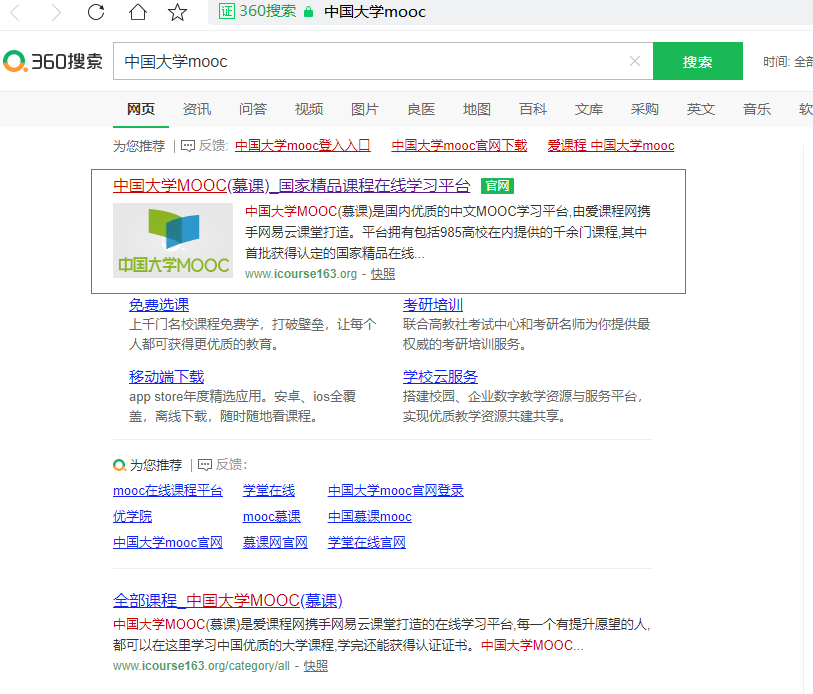 证 360搜索 中国大学mooc
360搜索 中国大学mooc 搜索 时间: 全部
网页 资讯 问答 视频 图片 良医 地图 百科 文库 采购 英文 音乐 软
为您推荐 | 反馈: 中国大学mooc登入入口 中国大学mooc官网下载 爱课程 中国大学mooc
中国大学MOOC(慕课)_国家精品课程在线学习平台 官网
中国大学MOOC
中国大学MOOC(慕课)是国内优质的中文MOOC学习平台,由爱课程网携
手网易云课堂打造。平台拥有包括985高校在内提供的千余门课程,其中
首批获得认定的国家精品在线...
www.icourse163.org - 快照
免费选课 考研培训
上千门名校课程免费学，打破壁垒，让每个 联合高教社考试中心和考研名师为你提供最
人都可获得更优质的教育。 权威的考研培训服务。
移动端下载 学校云服务
app store年度精选应用。安卓、ios全覆 搭建校园、企业数字教学资源与服务平台，
盖，离线下载，随时随地看课程。 实现优质教学资源共建共享。
为您推荐 | 反馈:
mooc在线课程平台 学堂在线 中国大学mooc官网登录
优学院 mooc慕课 中国慕课mooc
中国大学mooc官网 慕课网官网 学堂在线官网
全部课程_中国大学MOOC(慕课)
中国大学MOOC(慕课)是爱课程网携手网易云课堂打造的在线学习平台,每一个有提升愿望的人,
都可以在这里学习中国优质的大学课程,学完还能获得认证证书。中国大学MOOC...
www.icourse163.org/category/all - 快照